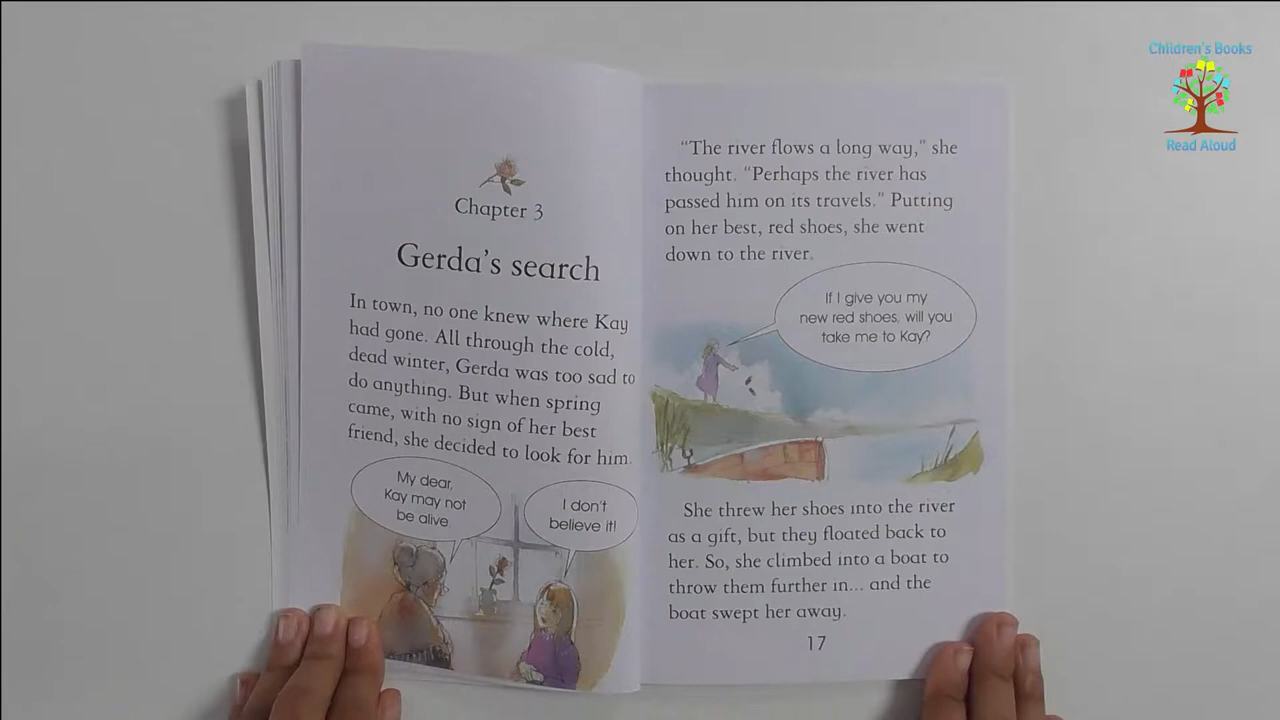 Children's Books
Read Aloud
Chapter 3
Gerda's search
In town, no one knew where Kay
had gone. All through the cold,
dead winter, Gerda was too sad to
do anything. But when spring
came, with no sign of her best
friend, she decided to look for him.
My dear,
Kay may not
be alive.
I don't
believe it!
"The river flows a long way," she
thought. "Perhaps the river has
passed him on its travels." Putting
on her best, red shoes, she went
down to the river.
If I give you my
new red shoes, will you
take me to Kay?
She threw her shoes into the river
as a gift, but they floated back to
her. So, she climbed into a boat to
throw them further in... and the
boat swept her away.
17